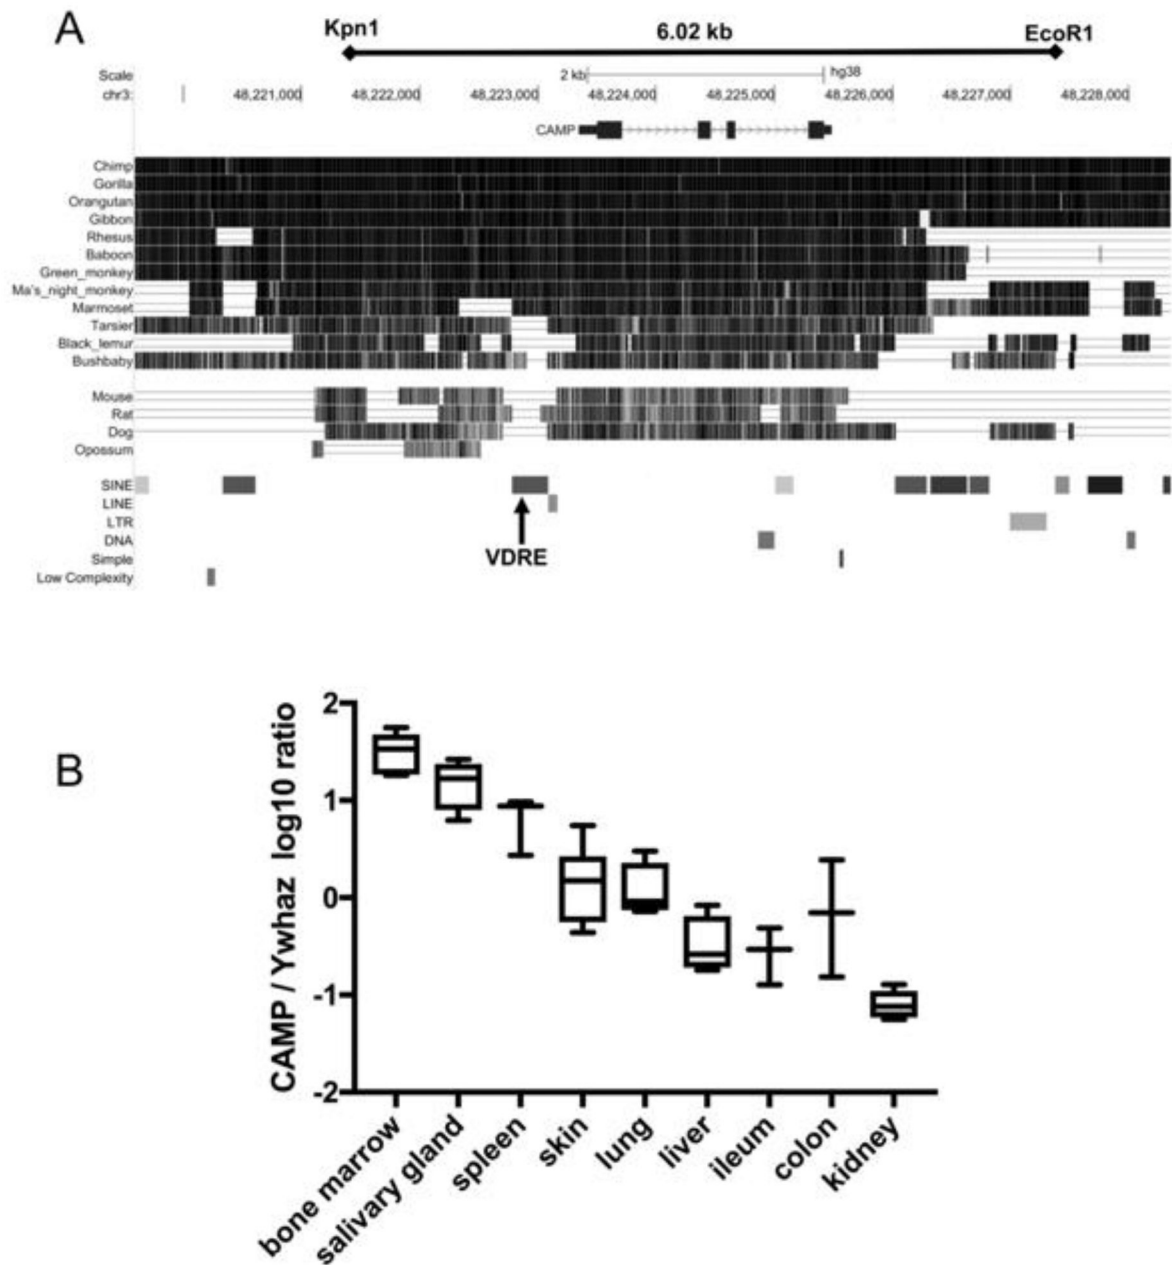 A
Kpn1 6.02 kb EcoR1
Scale 2 kb hg38
chr3: 48,221,000 48,222,000 48,223,000 48,224,000 48,225,000 48,226,000 48,227,000 48,228,000
CAMP
Chimp
Gorilla
Orangutan
Gibbon
Rhesus
Baboon
Green_monkey
Ma's_night_monkey
Marmoset
Tarsier
Black_lemur
Bushbaby
Mouse
Rat
Dog
Opossum
SINE
LINE
LTR
DNA
VDRE
Simple
Low Complexity
B
CAMP / Ywhaz log10 ratio
2
1
0
-1
-2
bone marrow
salivary gland
spleen
skin
lung
liver
ileum
colon
kidney